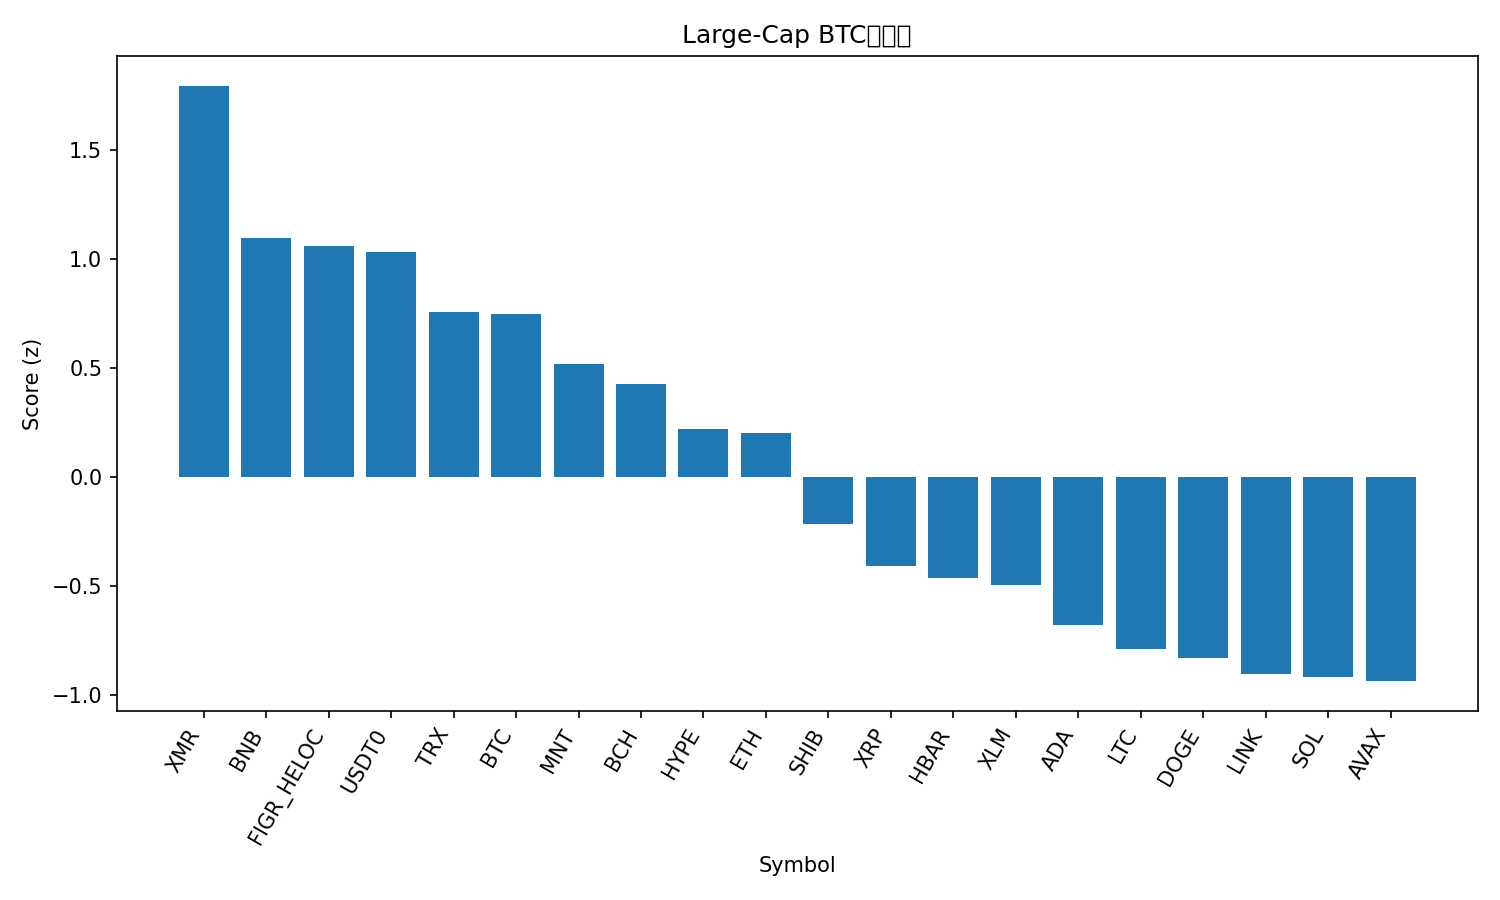 Large-Cap BTC
Score (z)
1.5
1.0
0.5
0.0
−0.5
−1.0
XMR
BNB
FIGR_HELOC
USDT0
TRX
BTC
MNT
BCH
HYPE
ETH
SHIB
XRP
HBAR
XLM
ADA
LTC
DOGE
LINK
SOL
AVAX
Symbol